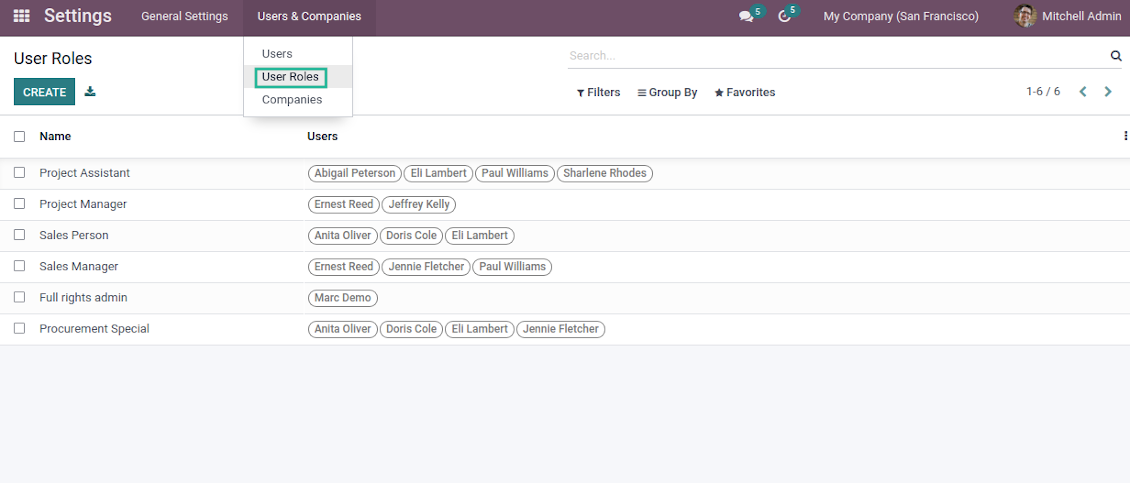 Settings General Settings Users & Companies 5 5 My Company (San Francisco) Mitchell Admin
User Roles
Users
User Roles
Companies
Search...
CREATE
Filters Group By Favorites 1-6 / 6
Name Users
Project Assistant Abigail Peterson Eli Lambert Paul Williams Sharlene Rhodes
Project Manager Ernest Reed Jeffrey Kelly
Sales Person Anita Oliver Doris Cole Eli Lambert
Sales Manager Ernest Reed Jennie Fletcher Paul Williams
Full rights admin Marc Demo
Procurement Special Anita Oliver Doris Cole Eli Lambert Jennie Fletcher